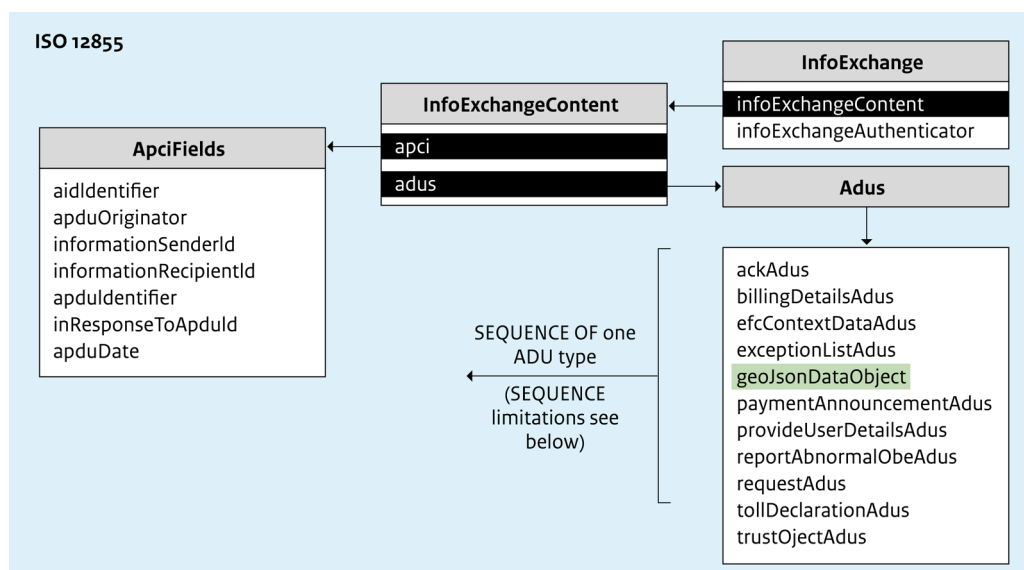 ISO 12855
InfoExchange
infoExchangeContent
infoExchangeAuthenticator
InfoExchangeContent
apci
adus
ApciFields
aidIdentifier
apduOriginator
informationSenderId
informationRecipientId
apduIdentifier
inResponseToApduId
apduDate
Adus
ackAdus
billingDetailsAdus
efcContextDataAdus
exceptionListAdus
geoJsonDataObject
paymentAnnouncementAdus
provideUserDetailsAdus
reportAbnormalObeAdus
requestAdus
tollDeclarationAdus
trustOjectAdus
SEQUENCE OF one
ADU type
(SEQUENCE
limitations see
below)